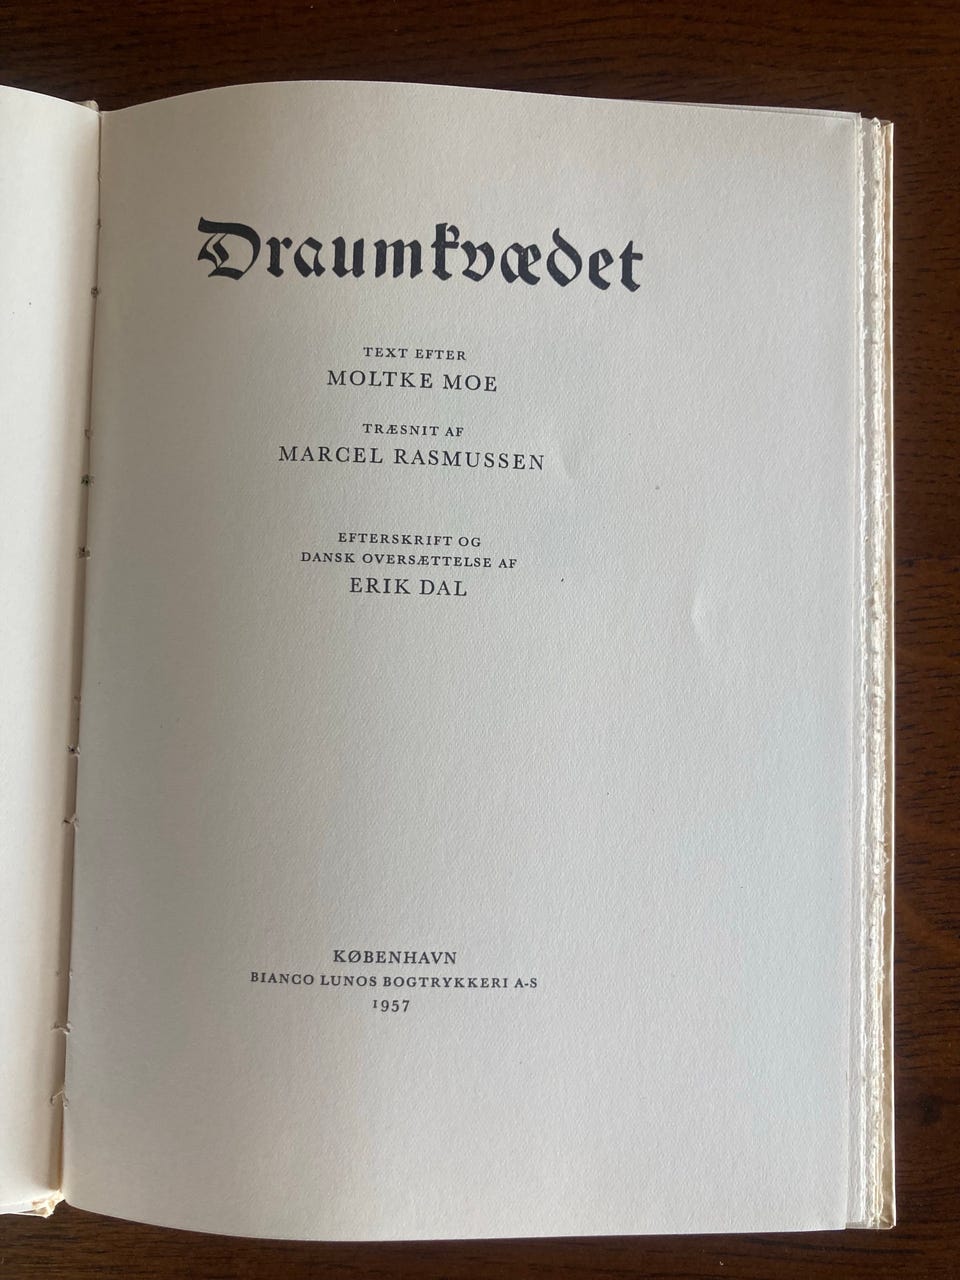 Draumkvædet
TEXT EFTER
MOLTKE MOE
TRÆSNIT AF
MARCEL RASMUSSEN
EFTERSKRIFT OG
DANSK OVERSÆTTELSE AF
ERIK DAL
KØBENHAVN
BIANCO LUNOS BOGTRYKKERI A-S
1957